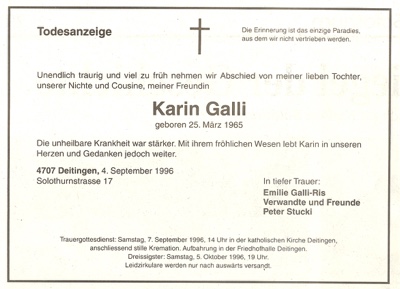 Todesanzeige
Die Erinnerung ist das einzige Paradies,
aus dem wir nicht vertrieben werden.
Unendlich traurig und viel zu früh nehmen wir Abschied von meiner lieben Tochter,
unserer Nichte und Cousine, meiner Freundin
Karin Galli
geboren 25. März 1965
Die unheilbare Krankheit war stärker. Mit ihrem fröhlichen Wesen lebt Karin in unseren
Herzen und Gedanken jedoch weiter.
4707 Deitingen, 4. September 1996
Solothurnstrasse 17
In tiefer Trauer:
Emilie Galli-Ris
Verwandte und Freunde
Peter Stucki
Trauergottesdienst: Samstag, 7. September 1996, 14 Uhr in der katholischen Kirche Deitingen,
anschliessend stille Kremation. Aufbahrung in der Friedhofhalle Deitingen.
Dreissigster: Samstag, 5. Oktober 1996, 19 Uhr.
Leidzirkulare werden nur nach auswärts versandt.